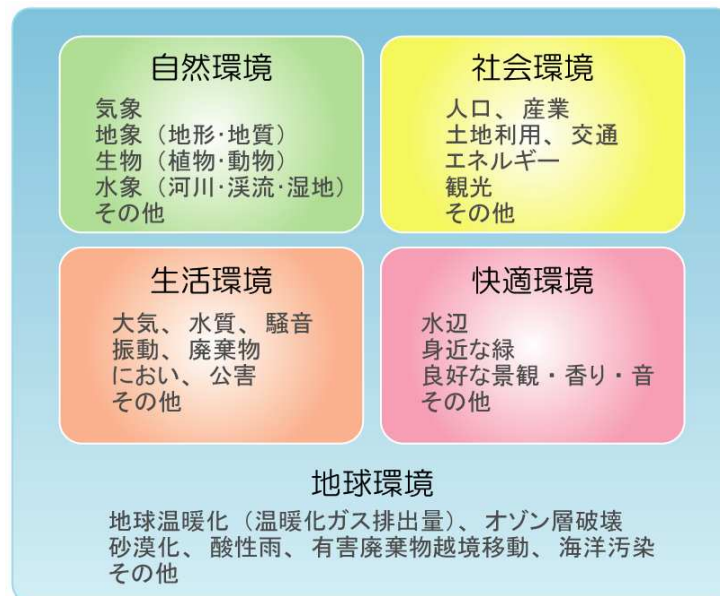 自然環境
気象
地象（地形・地質）
生物（植物・動物）
水象（河川・渓流・湿地）
その他
社会環境
人口、産業
土地利用、交通
エネルギー
観光
その他
生活環境
大気、水質、騒音
振動、廃棄物
におい、公害
その他
快適環境
水辺
身近な緑
良好な景観・香り・音
その他
地球環境
地球温暖化（温暖化ガス排出量）、オゾン層破壊
砂漠化、酸性雨、有害廃棄物越境移動、海洋汚染
その他